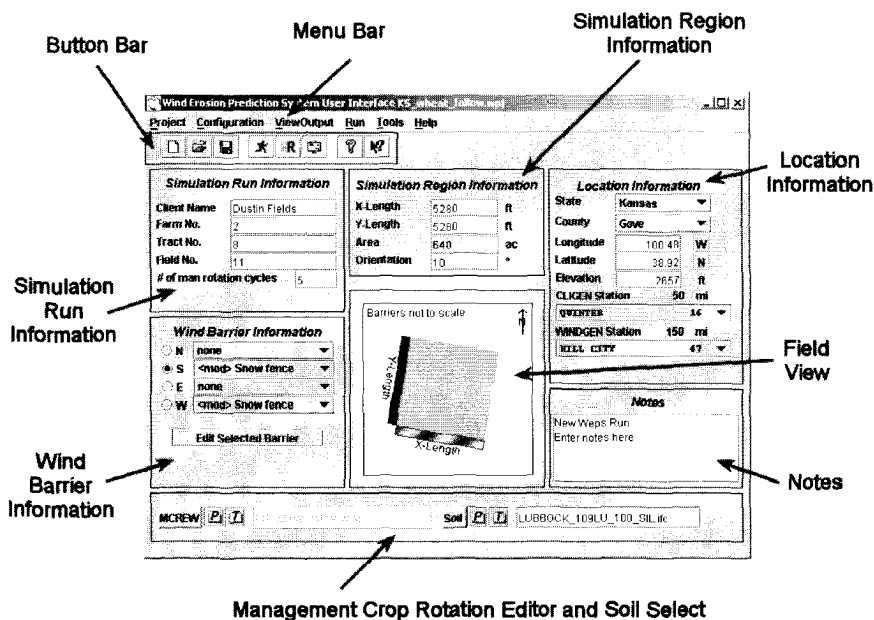 Simulation Region
Information
Button Bar
Menu Bar
Wind Erosion Prediction System User Interface KS_wheat_fallow.wpj
Project Configuration ViewOutput Run Tools Help
R
Location
Information
Simulation Run Information
Client Name Dustin Fields
Farm No. 2
Tract No. 8
Field No. 11
# of man rotation cycles 5
Simulation Region Information
X-Length 5280 ft
Y-Length 5280 ft
Area 640 ac
Orientation 10 °
Location Information
State Kansas
County Gove
Longitude 100.48 W
Latitude 38.92 N
Elevation 2657 ft
CLIGEN Station 50 mi
QUINTER 16
WINDGEN Station 150 mi
HILL CITY 47
Simulation
Run
Information
Wind Barrier Information
N none
S <mod> Snow fence
E none
W <mod> Snow fence
Edit Selected Barrier
Barriers not to scale
N
Y-Length
X-Length
Field
View
Notes
New Weps Run
Enter notes here
Notes
Wind
Barrier
Information
MCREW P T
Soil P T LUBBOCK_109LU_100_SIL.ifc
Management Crop Rotation Editor and Soil Select